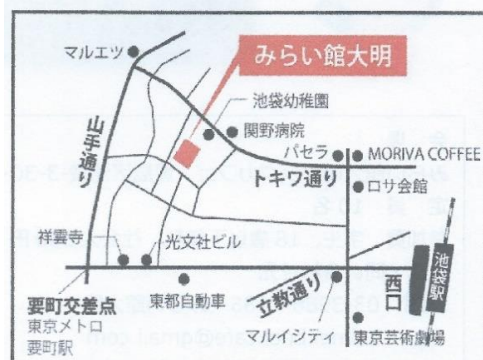 マルエツ
みらい館大明
池袋幼稚園
関野病院
山手通り
パセラ
MORIVA COFFEE
トキワ通り
ロサ会館
祥雲寺
光文社ビル
立教通り
西口
池袋駅
要町交差点
東京メトロ
要町駅
東都自動車
マルイシティ
東京芸術劇場